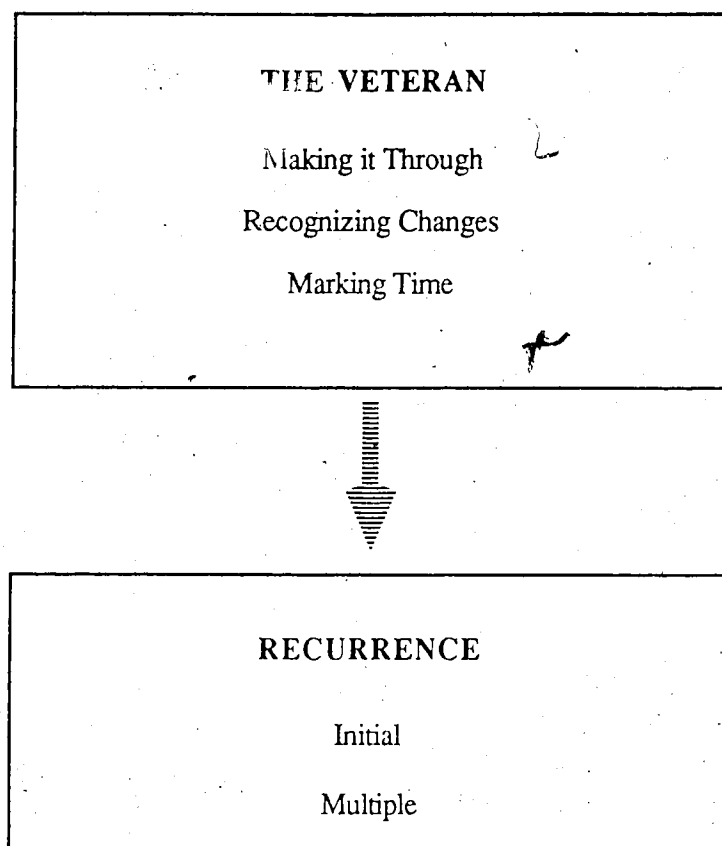 THE VETERAN
Making it Through
Recognizing Changes
Marking Time
RECURRENCE
Initial
Multiple